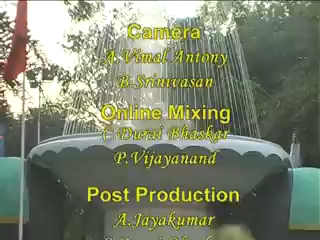 Camera
A.Vimal Antony
B.Srinivasan
Online Mixing
C.Durai Bhaskar
P.Vijayanand
Post Production
A.Jayakumar